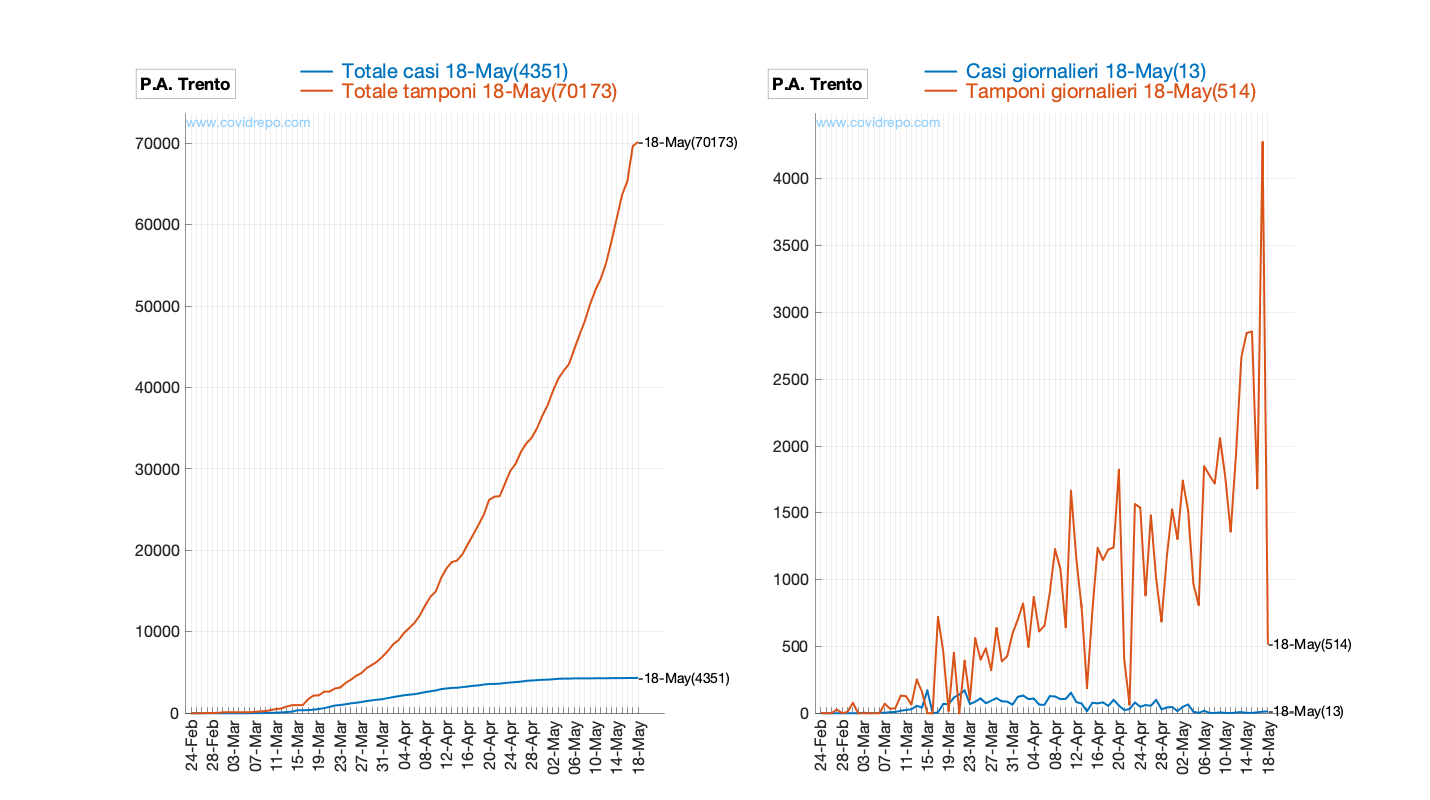 P.A. Trento
Totale casi 18-May(4351)
Totale tamponi 18-May(70173)
www.covidrepo.com
70000
60000
50000
40000
30000
20000
10000
0
18-May(70173)
18-May(4351)
24-Feb
28-Feb
03-Mar
07-Mar
11-Mar
15-Mar
19-Mar
23-Mar
27-Mar
31-Mar
04-Apr
08-Apr
12-Apr
16-Apr
20-Apr
24-Apr
28-Apr
02-May
06-May
10-May
14-May
18-May
P.A. Trento
Casi giornalieri 18-May(13)
Tamponi giornalieri 18-May(514)
www.covidrepo.com
4000
3500
3000
2500
2000
1500
1000
500
0
18-May(514)
18-May(13)
24-Feb
28-Feb
03-Mar
07-Mar
11-Mar
15-Mar
19-Mar
23-Mar
27-Mar
31-Mar
04-Apr
08-Apr
12-Apr
16-Apr
20-Apr
24-Apr
28-Apr
02-May
06-May
10-May
14-May
18-May